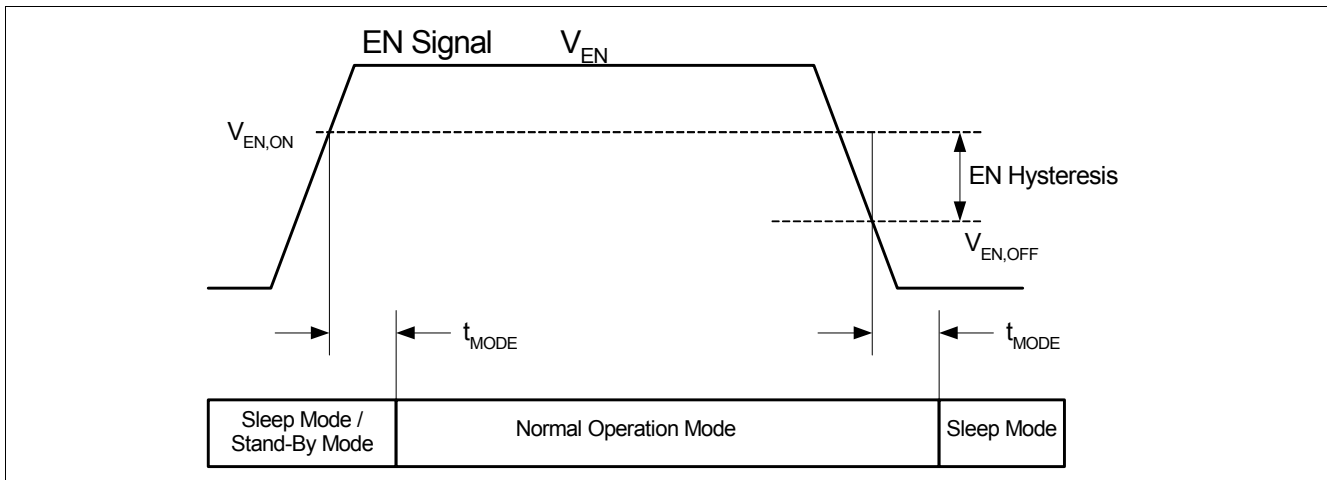 EN Signal V_EN
V_EN,ON
EN Hysteresis
V_EN,OFF
t_MODE t_MODE
Sleep Mode / Stand-By Mode
Normal Operation Mode
Sleep Mode